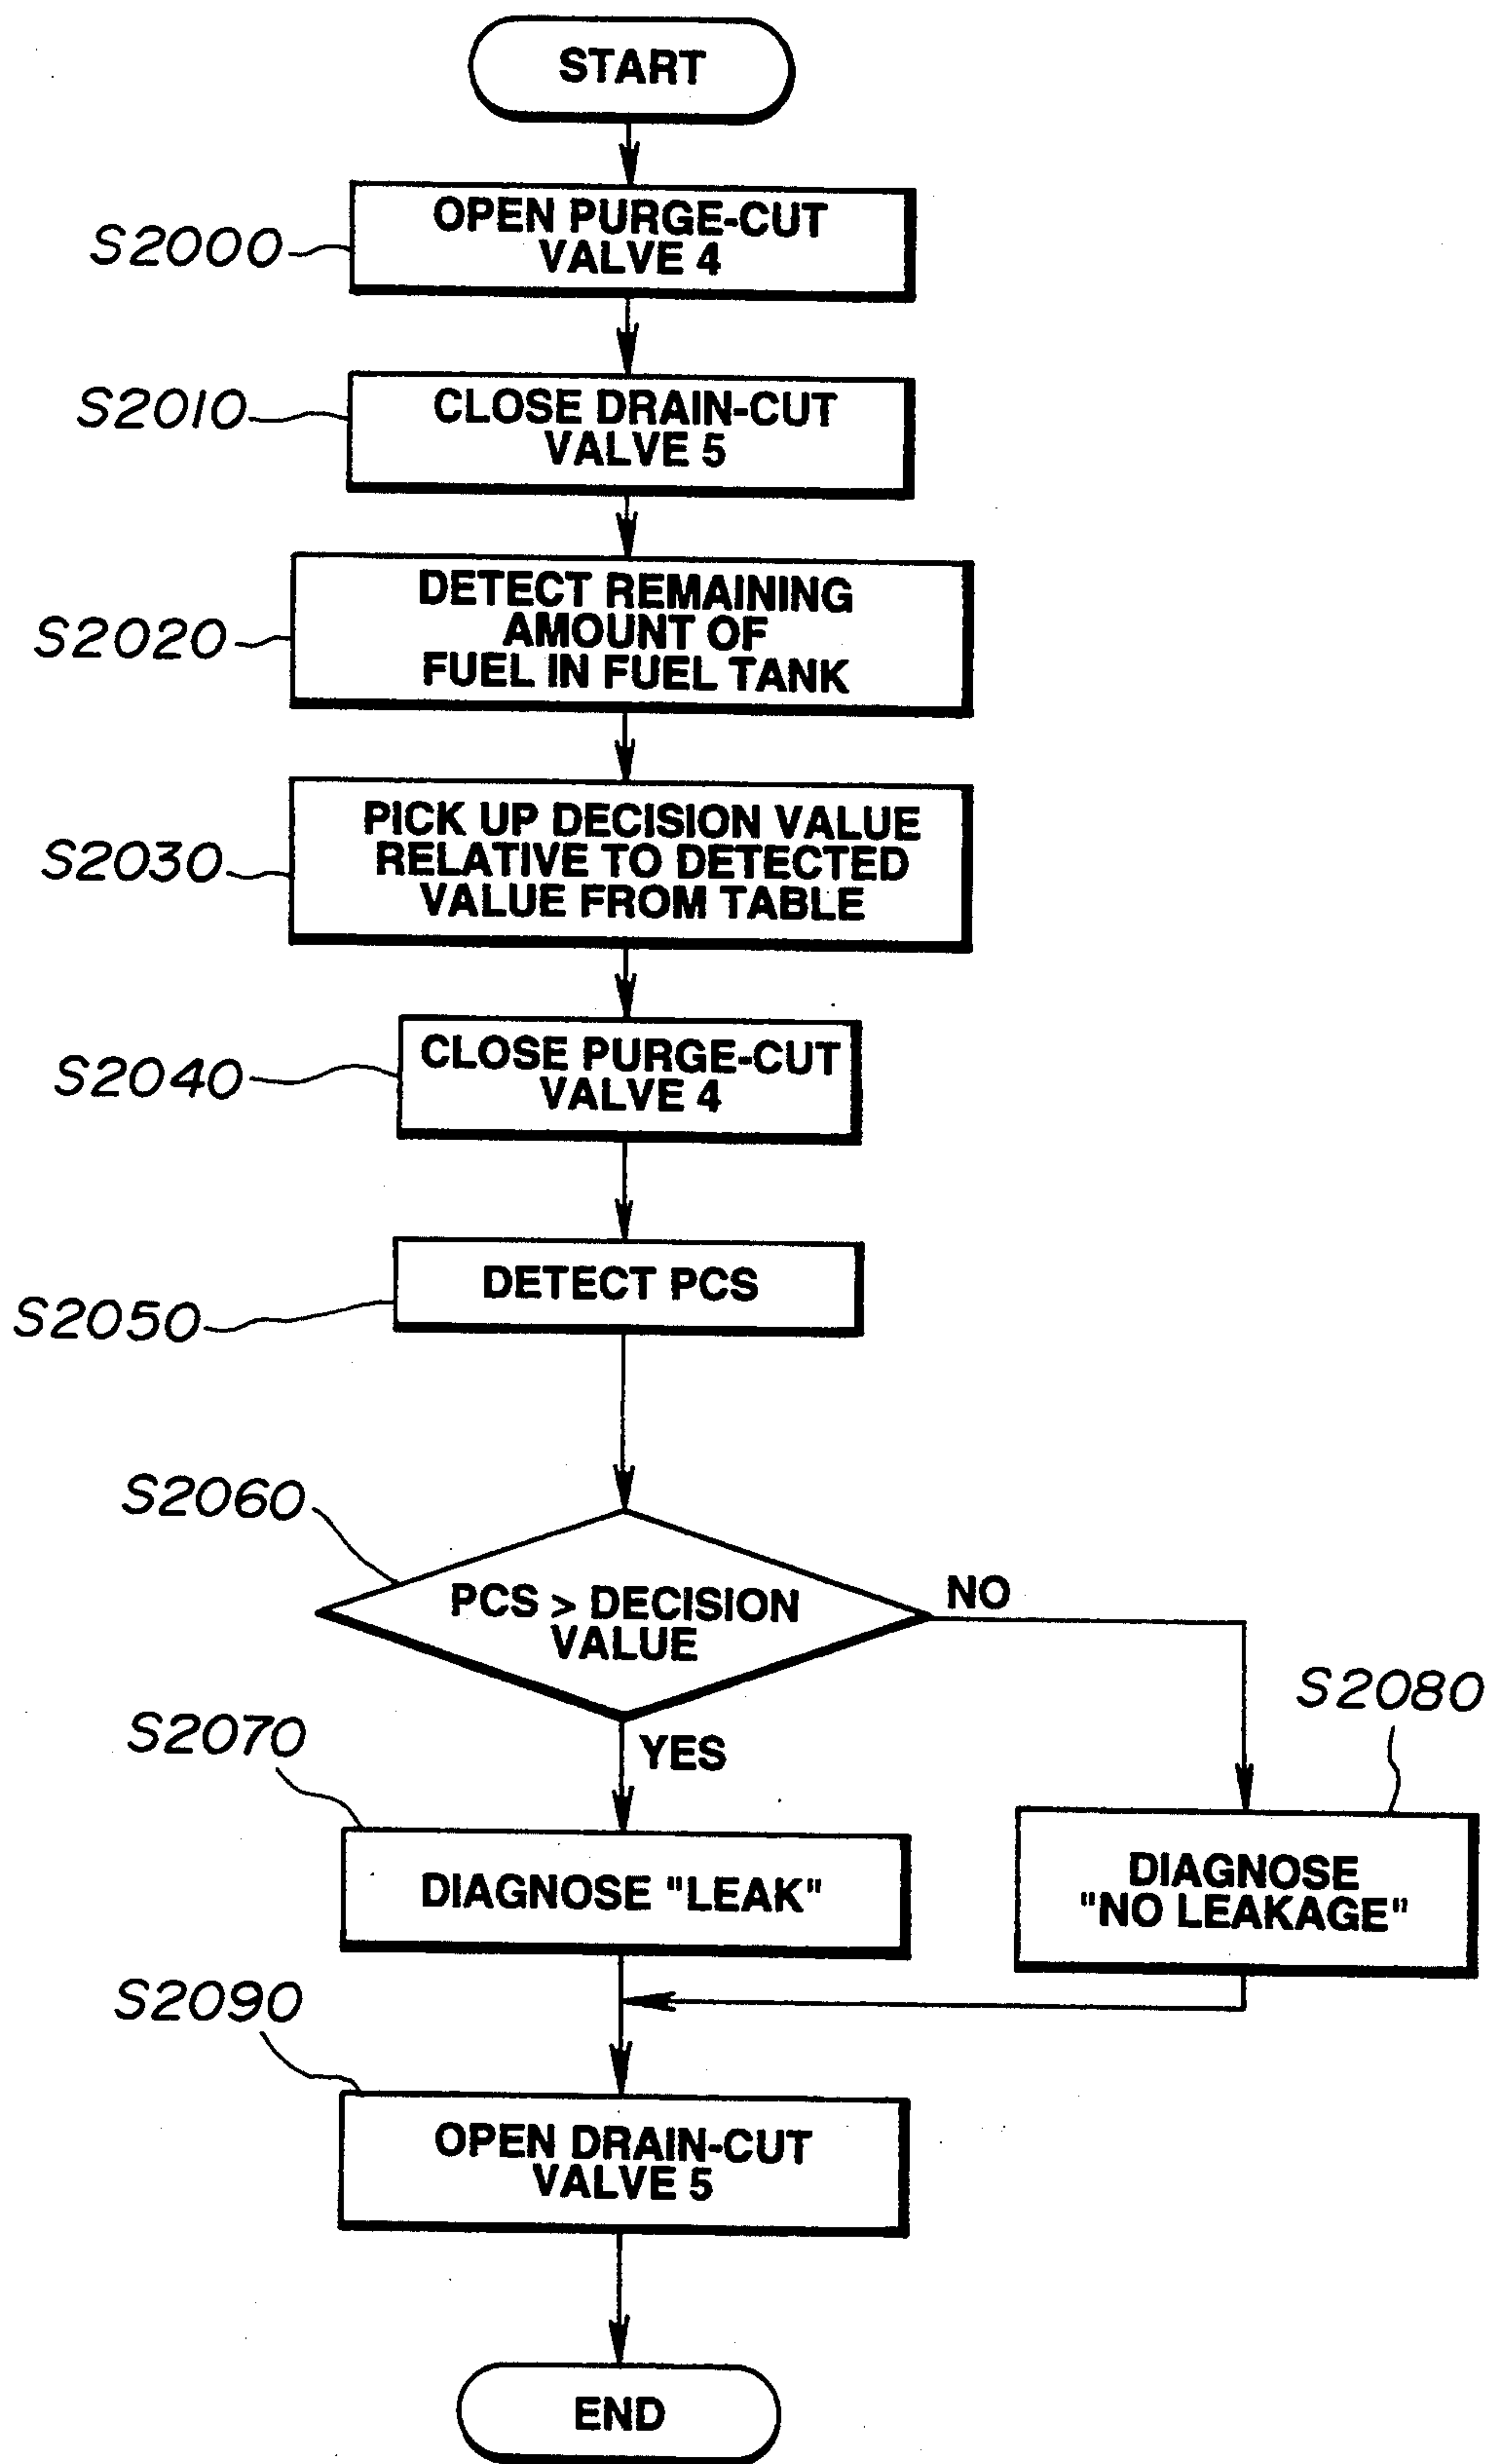 START
S2000
OPEN PURGE-CUT
VALVE 4
S2010
CLOSE DRAIN-CUT
VALVE 5
S2020
DETECT REMAINING
AMOUNT OF
FUEL IN FUEL TANK
S2030
PICK UP DECISION VALUE
RELATIVE TO DETECTED
VALUE FROM TABLE
S2040
CLOSE PURGE-CUT
VALVE 4
S2050
DETECT PCS
S2060
PCS > DECISION
VALUE
NO
YES
S2070
DIAGNOSE "LEAK"
S2080
DIAGNOSE
"NO LEAKAGE"
S2090
OPEN DRAIN-CUT
VALVE 5
END